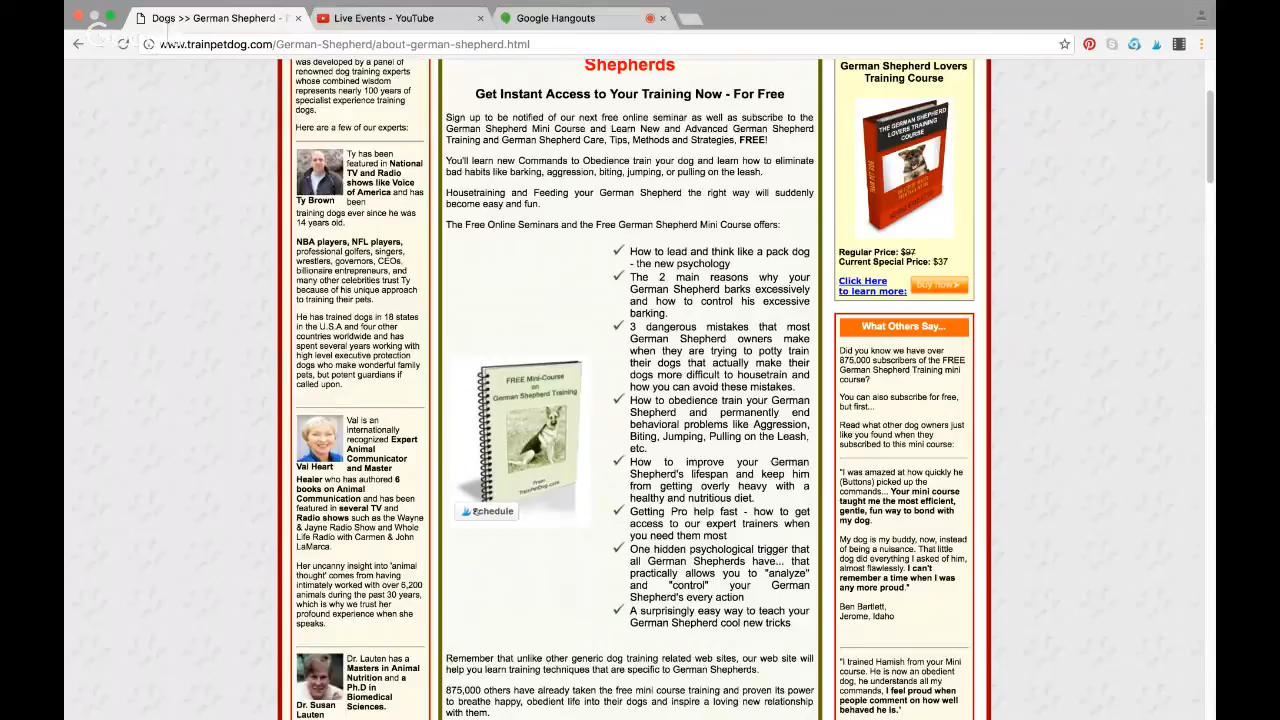 Dogs >> German Shepherd -
Live Events - YouTube
Google Hangouts
www.trainpetdog.com/German-Shepherd/about-german-shepherd.html
was developed by a panel of
renowned dog training experts
whose combined wisdom
represents nearly 100 years of
specialist experience training
dogs.
Here are a few of our experts:
Ty has been
featured in National
TV and Radio
shows like Voice
of America and has
been
Ty Brown
training dogs ever since he was
14 years old.
NBA players, NFL players,
professional golfers, singers,
wrestlers, governors, CEOs,
billionaire entrepreneurs, and
many other celebrities trust Ty
because of his unique approach
to training their pets.
He has trained dogs in 18 states
in the U.S.A and four other
countries worldwide and has
spent several years working with
high level executive protection
dogs who make wonderful family
pets, but potent guardians if
called upon.
Val is an
internationally
recognized Expert
Animal
Communicator
and Master
Val Heart
Healer who has authored 6
books on Animal
Communication and has been
featured in several TV and
Radio shows such as the Wayne
& Jayne Radio Show and Whole
Life Radio with Carmen & John
LaMarca.
Her uncanny insight into 'animal
thought' comes from having
intimately worked with over 6,200
animals during the past 30 years,
which is why we trust her
profound experience when she
speaks.
Dr. Lauten has a
Masters in Animal
Nutrition and a
Ph.D in
Biomedical
Sciences.
Dr. Susan
Lauten
Shepherds
Get Instant Access to Your Training Now - For Free
Sign up to be notified of our next free online seminar as well as subscribe to the
German Shepherd Mini Course and Learn New and Advanced German Shepherd
Training and German Shepherd Care, Tips, Methods and Strategies, FREE!
You'll learn new Commands to Obedience train your dog and learn how to eliminate
bad habits like barking, aggression, biting, jumping, or pulling on the leash.
Housetraining and Feeding your German Shepherd the right way will suddenly
become easy and fun.
The Free Online Seminars and the Free German Shepherd Mini Course offers:
FREE Mini-Course
on
German Shepherd Training
From
TrainPetDog.com
Schedule
How to lead and think like a pack dog
- the new psychology
The 2 main reasons why your
German Shepherd barks excessively
and how to control his excessive
barking.
3 dangerous mistakes that most
German Shepherd owners make
when they are trying to potty train
their dogs that actually make their
dogs more difficult to housetrain and
how you can avoid these mistakes.
How to obedience train your German
Shepherd and permanently end
behavioral problems like Aggression,
Biting, Jumping, Pulling on the Leash,
etc.
How to improve your German
Shepherd's lifespan and keep him
from getting overly heavy with a
healthy and nutritious diet.
Getting Pro help fast - how to get
access to our expert trainers when
you need them most
One hidden psychological trigger that
all German Shepherds have... that
practically allows you to "analyze"
and "control" your German
Shepherd's every action
A surprisingly easy way to teach your
German Shepherd cool new tricks
Remember that unlike other generic dog training related web sites, our web site will
help you learn training techniques that are specific to German Shepherds.
875,000 others have already taken the free mini course training and proven its power
to breathe happy, obedient life into their dogs and inspire a loving new relationship
with them.
German Shepherd Lovers
Training Course
THE GERMAN SHEPHERD
LOVERS TRAINING
COURSE
TRAIN PET DOG
Regular Price: $97
Current Special Price: $37
Click Here
to learn more:
buy now
What Others Say...
Did you know we have over
875,000 subscribers of the FREE
German Shepherd Training mini
course?
You can also subscribe for free,
but first...
Read what other dog owners just
like you found when they
subscribed to this mini course:
"I was amazed at how quickly he
(Buttons) picked up the
commands... Your mini course
taught me the most efficient,
gentle, fun way to bond with
my dog.
My dog is my buddy, now, instead
of being a nuisance. That little
dog did everything I asked of him,
almost flawlessly. I can't
remember a time when I was
any more proud."
Ben Bartlett,
Jerome, Idaho
"I trained Hamish from your Mini
course. He is now an obedient
dog, he understands all my
commands, I feel proud when
people comment on how well
behaved he is."